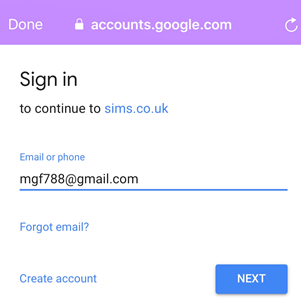 Done accounts.google.com
Sign in
to continue to sims.co.uk
Email or phone
mgf788@gmail.com
Forgot email?
Create account NEXT